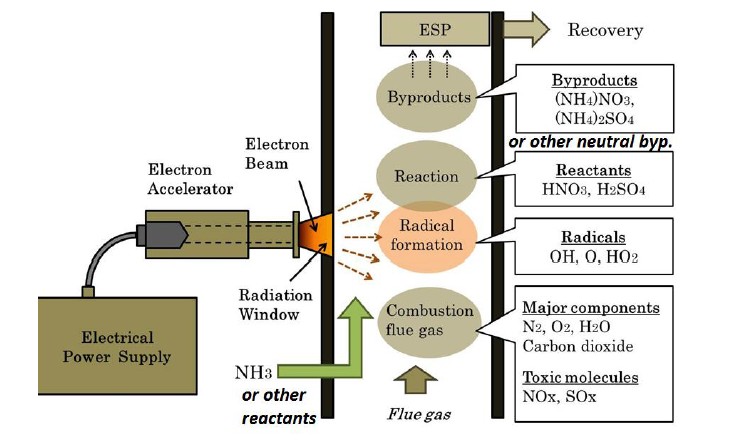 ESP
Recovery
Byproducts
Byproducts
(NH4)NO3,
(NH4)2SO4
or other neutral byp.
Electron
Beam
Electron
Accelerator
Reaction
Reactants
HNO3, H2SO4
Radical
formation
Radicals
OH, O, HO2
Radiation
Window
Combustion
flue gas
Major components
N2, O2, H2O
Carbon dioxide
Toxic molecules
NOx, SOx
Electrical
Power Supply
NH3
or other
reactants
Flue gas